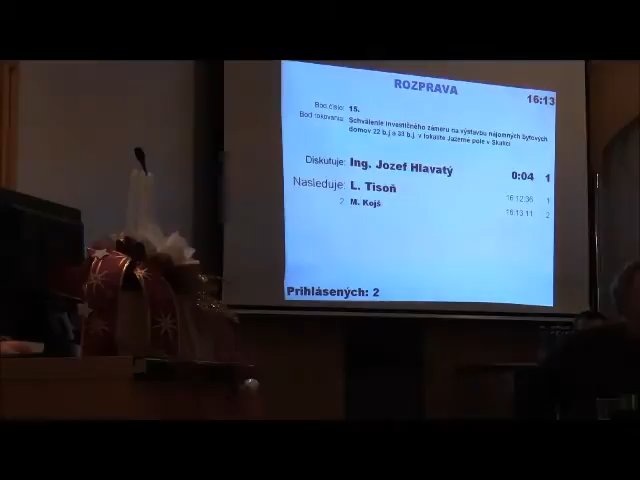 ROZPRAVA
16:13
Bod číslo: 15.
Bod rokovania: Schválenie investičného zámeru na výstavbu nájomných bytových
domov 22 b.j a 33 b.j. v lokalite Jazerné pole v Skalici
Diskutuje: Ing. Jozef Hlavatý 0:04 1
Nasleduje: L. Tisoň 16:12:36 1
2. M. Kojš 16:13:11 2
Prihlásených: 2